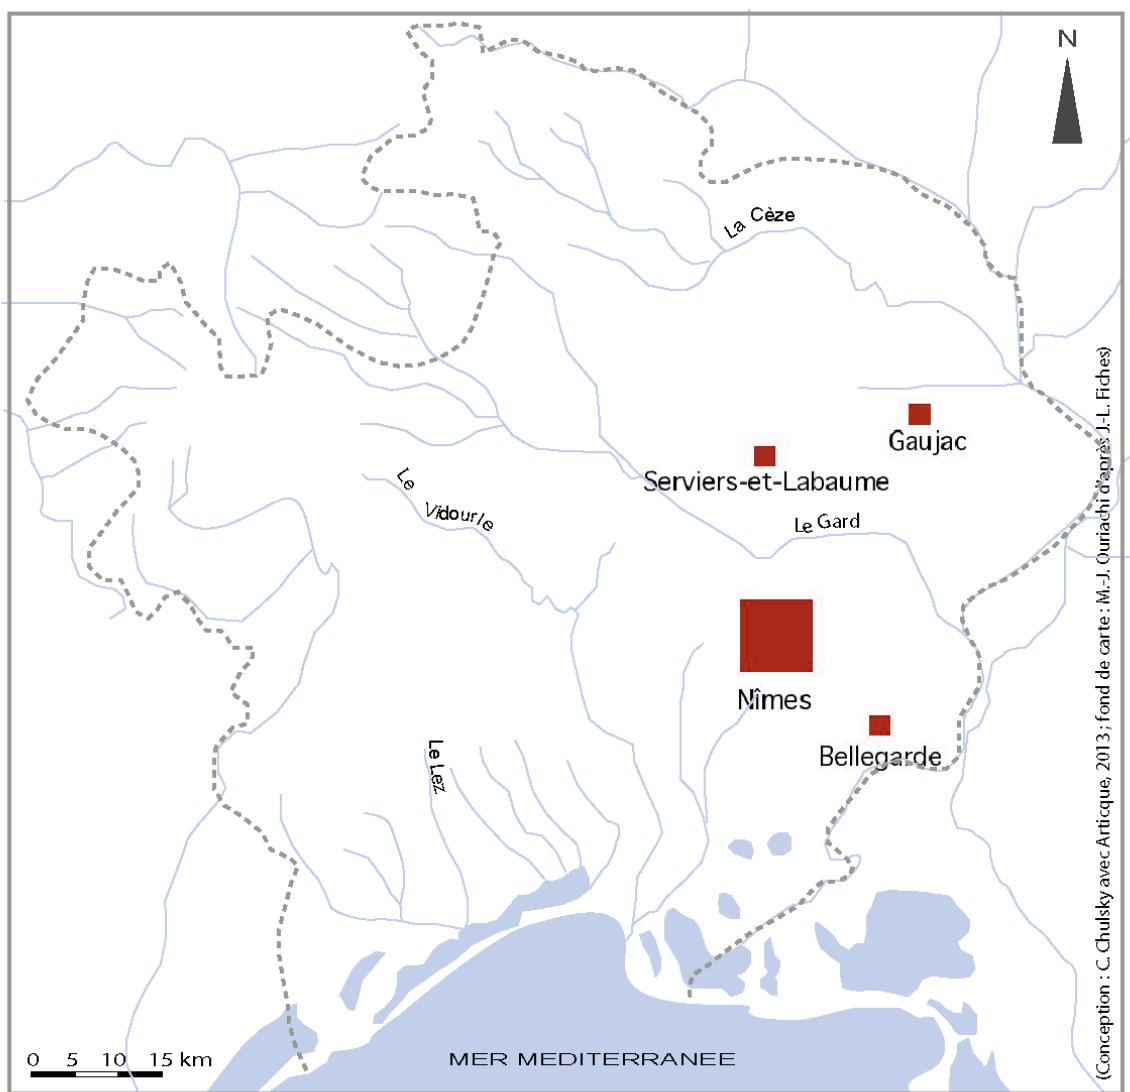 N
La Cèze
Gaujac
Serviers-et-Labaume
Le Vidourle
Le Gard
Nîmes
Bellegarde
Le Lez
0 5 10 15 km
MER MEDITERRANEE
(Conception : C. Chulsky avec Articque, 2013 ; fond de carte : M.-J. Ouriachi d'après J.-L. Fiches)